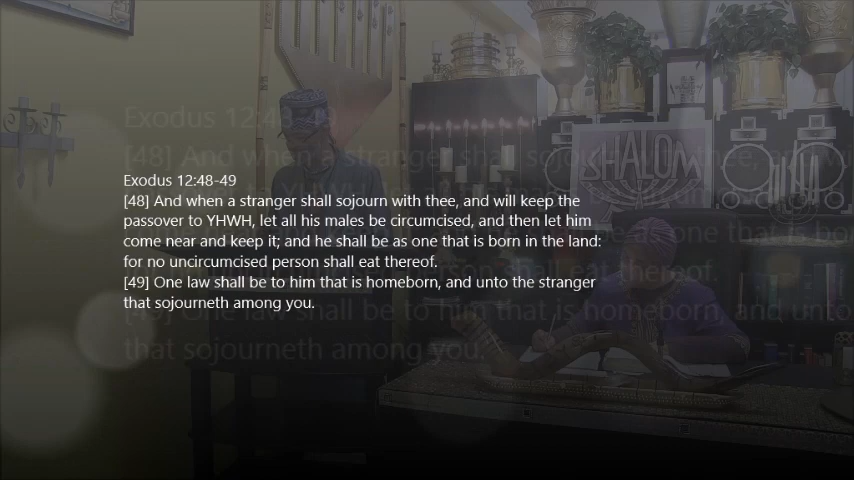 Exodus 12:48-49
[48] And when a stranger shall sojourn with thee, and will keep the
passover to YHWH, let all his males be circumcised, and then let him
come near and keep it; and he shall be as one that is born in the land:
for no uncircumcised person shall eat thereof.
[49] One law shall be to him that is homeborn, and unto the stranger
that sojourneth among you.
SHALOM